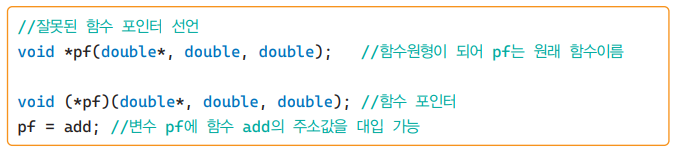 //잘못된 함수 포인터 선언
void *pf(double*, double, double);   //함수원형이 되어 pf는 원래 함수이름
void (*pf)(double*, double, double); //함수 포인터
pf = add; //변수 pf에 함수 add의 주소값을 대입 가능